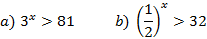 a) 3^x > 81 b) (1/2)^x > 32